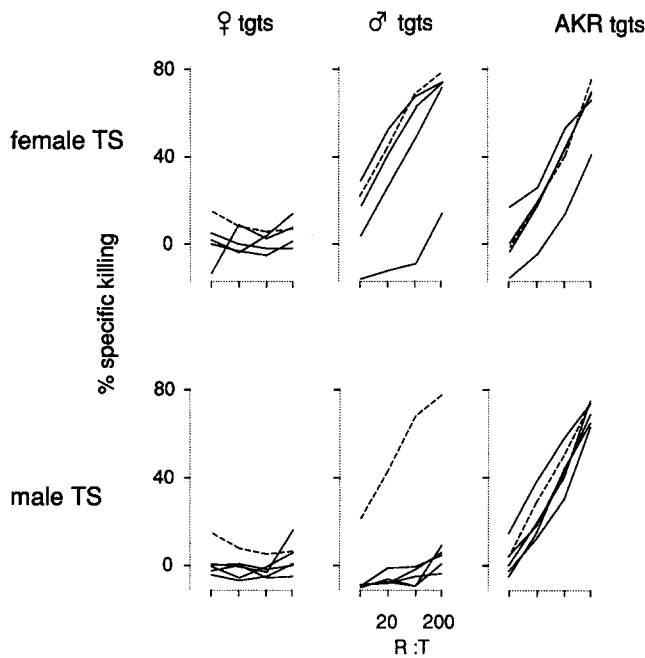 ♀ tgts ♂ tgts AKR tgts
80
female TS
40
0
% specific killing
80
40
male TS
0
20 200
R :T